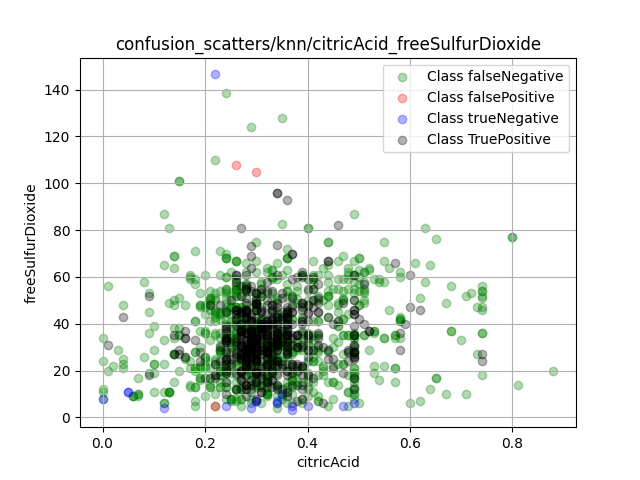 confusion_scatters/knn/citricAcid_freeSulfurDioxide
Class falseNegative
Class falsePositive
Class trueNegative
Class TruePositive
freeSulfurDioxide
140
120
100
80
60
40
20
0
0.0 0.2 0.4 0.6 0.8
citricAcid